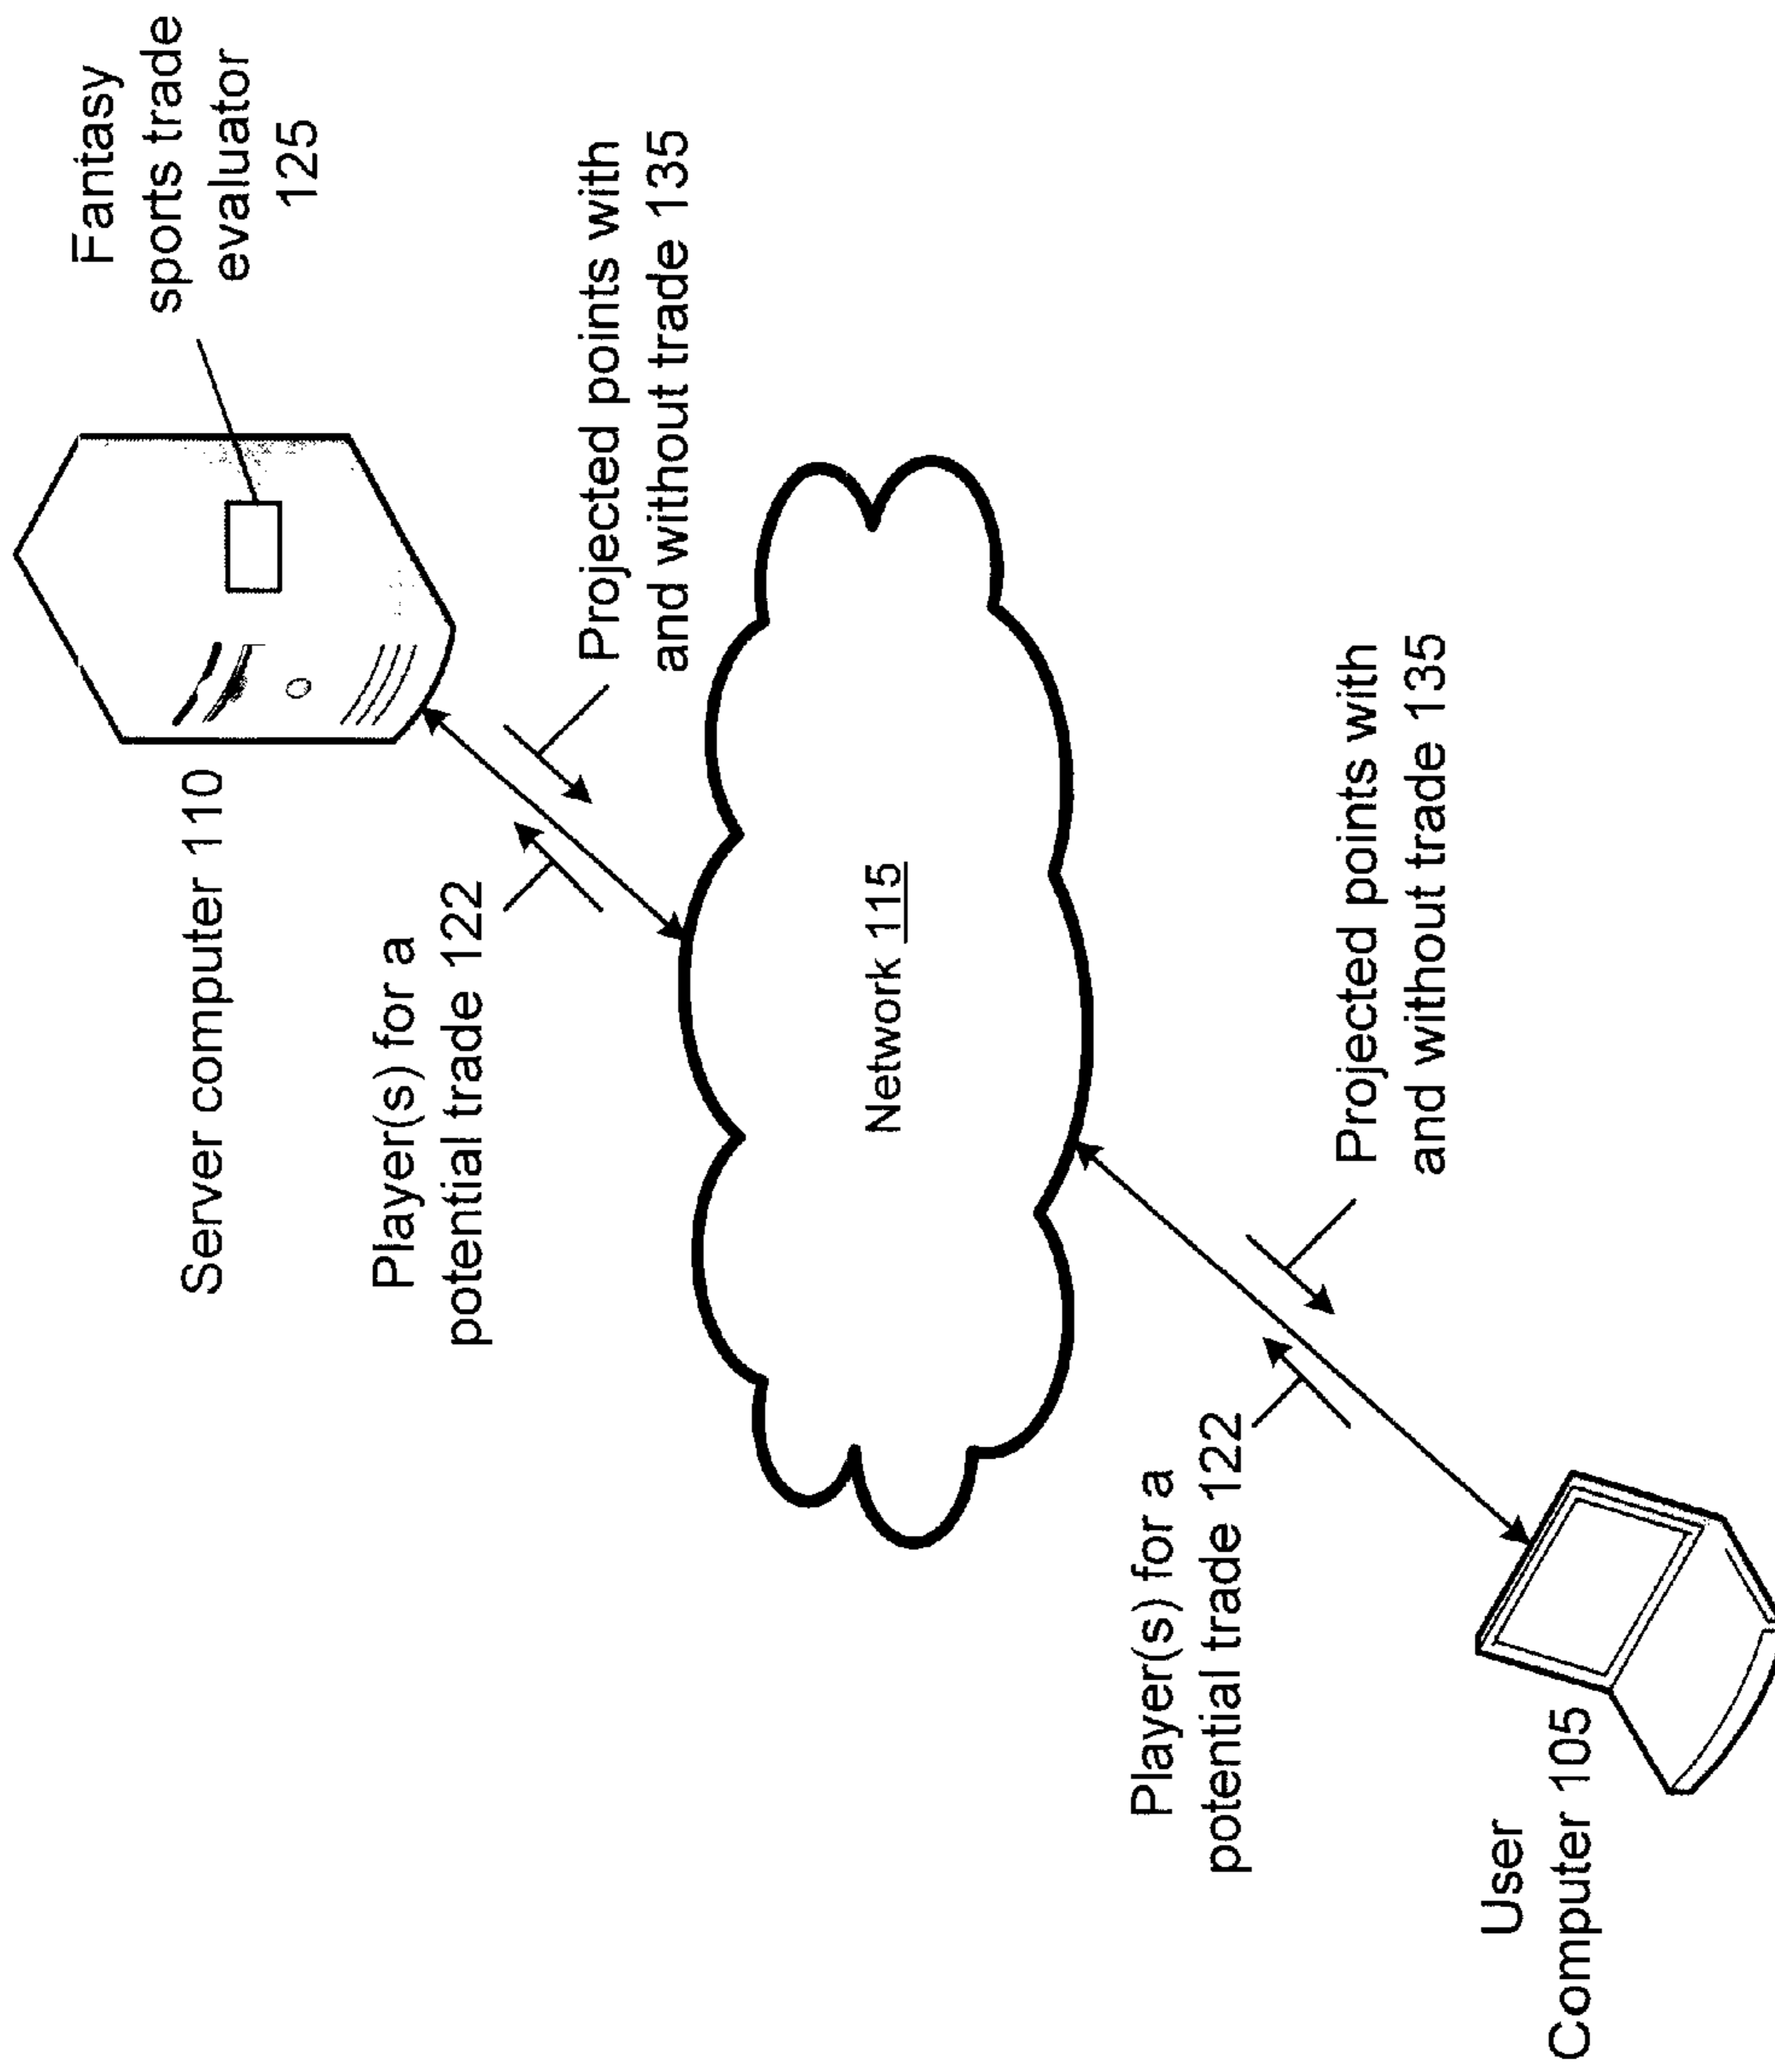 Server computer 110
Fantasy
sports trade
evaluator
125
Player(s) for a
potential trade 122
Projected points with
and without trade 135
Network 115
Player(s) for a
potential trade 122
Projected points with
and without trade 135
User
Computer 105